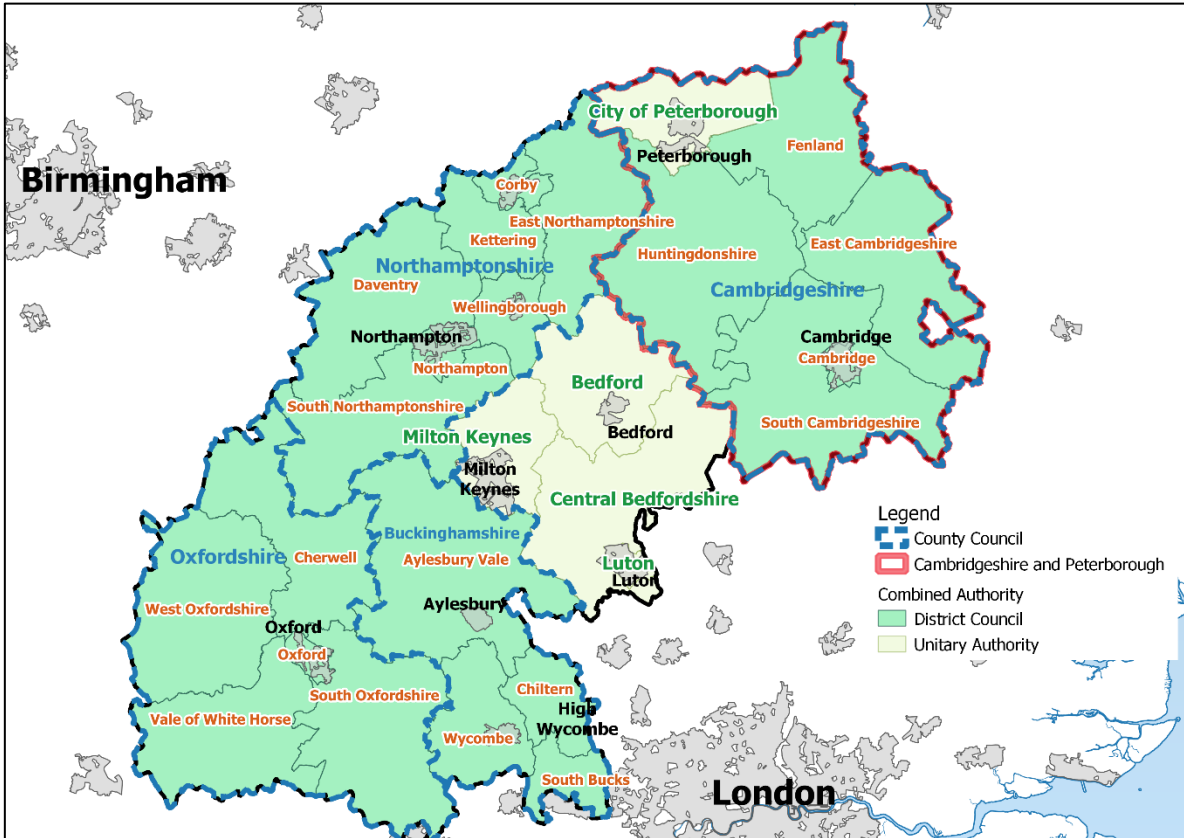 City of Peterborough
Peterborough
Fenland
Birmingham
Corby
East Northamptonshire
Kettering
Huntingdonshire
East Cambridgeshire
Northamptonshire
Daventry
Cambridgeshire
Wellingborough
Northampton
Cambridge
Cambridge
Northampton
Bedford
South Northamptonshire
South Cambridgeshire
Milton Keynes
Bedford
Milton
Keynes
Central Bedfordshire
Legend
County Council
Cambridgeshire and Peterborough
Combined Authority
District Council
Unitary Authority
Buckinghamshire
Oxfordshire
Cherwell
Aylesbury Vale
Luton
Luton
West Oxfordshire
Aylesbury
Oxford
Oxford
South Oxfordshire
Chiltern
High
Wycombe
Vale of White Horse
Wycombe
South Bucks
London